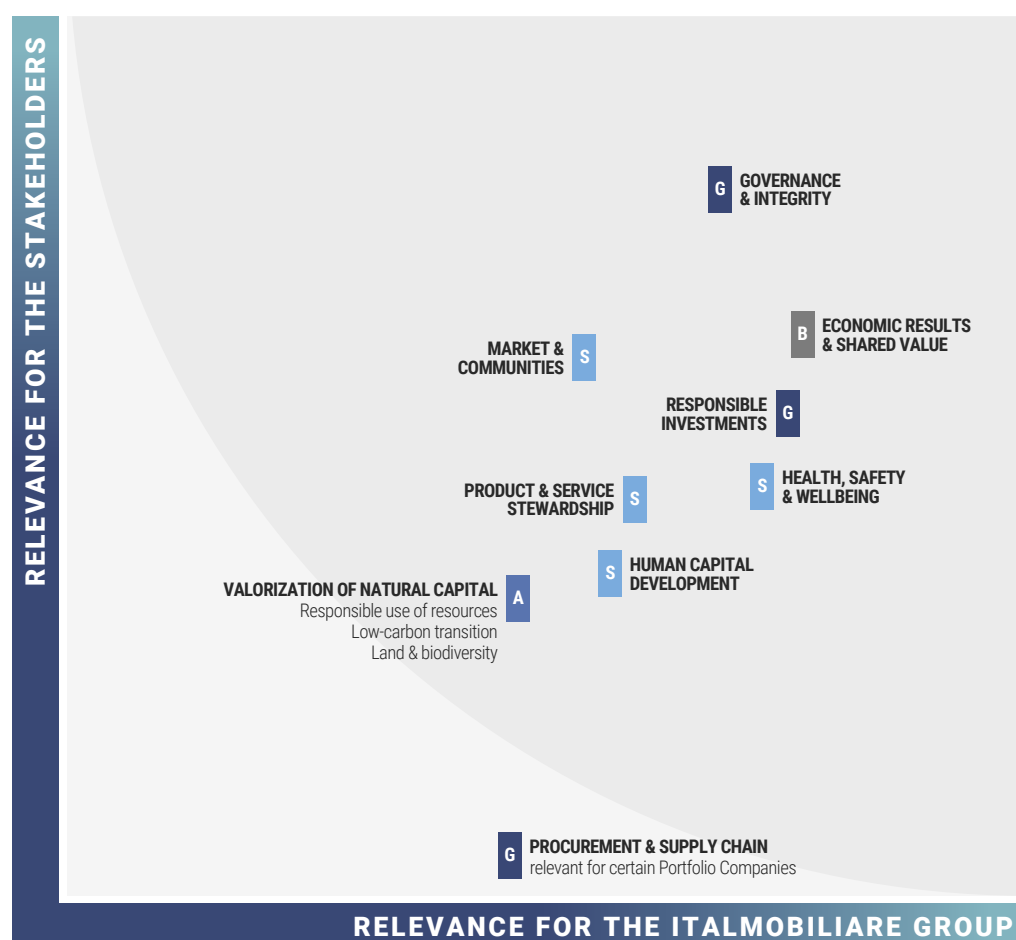 RELEVANCE FOR THE STAKEHOLDERS
G
GOVERNANCE
& INTEGRITY
B
ECONOMIC RESULTS
& SHARED VALUE
MARKET &
COMMUNITIES
S
RESPONSIBLE
INVESTMENTS
G
S
HEALTH, SAFETY
& WELLBEING
PRODUCT & SERVICE
STEWARDSHIP
S
S
HUMAN CAPITAL
DEVELOPMENT
VALORIZATION OF NATURAL CAPITAL
Responsible use of resources
Low-carbon transition
Land & biodiversity
A
G
PROCUREMENT & SUPPLY CHAIN
relevant for certain Portfolio Companies
RELEVANCE FOR THE ITALMOBILIARE GROUP